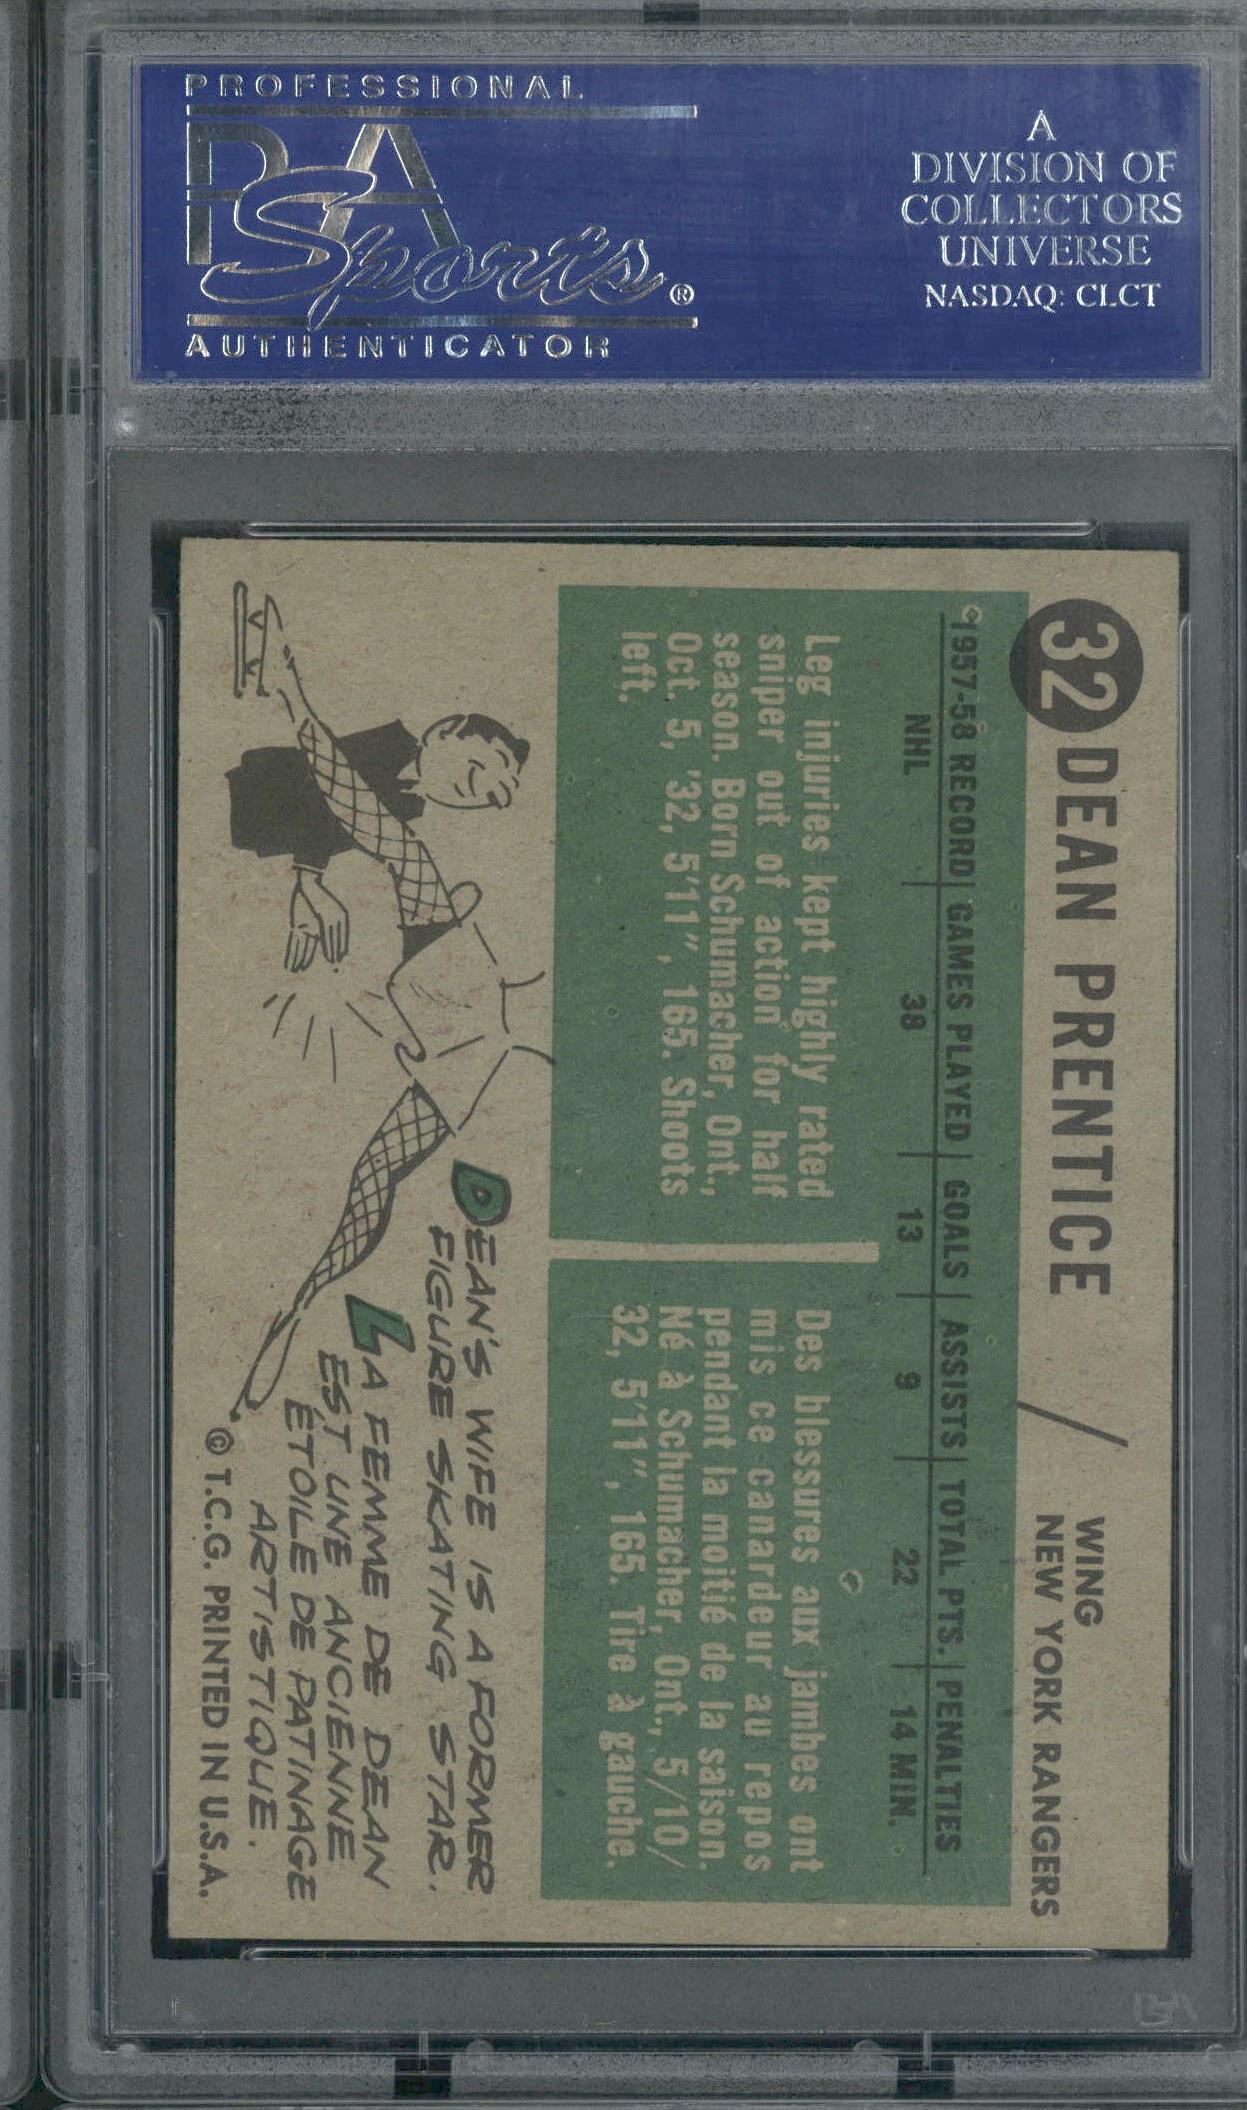 PROFESSIONAL
PSA
Sports®
AUTHENTICATOR
A
DIVISION OF
COLLECTORS
UNIVERSE
NASDAQ: CLCT
32 DEAN PRENTICE / WING
NEW YORK RANGERS
1957-58 RECORD | GAMES PLAYED | GOALS | ASSISTS | TOTAL PTS. | PENALTIES
NHL 38 13 9 22 14 MIN.
Leg injuries kept highly rated
sniper out of action for half
season. Born Schumacher, Ont.,
Oct. 5, '32, 5'11", 165. Shoots
left.
Des blessures aux jambes ont
mis ce canardeur au repos
pendant la moitié de la saison.
Né à Schumacher, Ont., 5/10/
32, 5'11", 165. Tire à gauche.
DEAN'S WIFE IS A FORMER
FIGURE SKATING STAR.
LA FEMME DE DEAN
EST UNE ANCIENNE
ÉTOILE DE PATINAGE
ARTISTIQUE.
© T.C.G. PRINTED IN U.S.A.
PSA